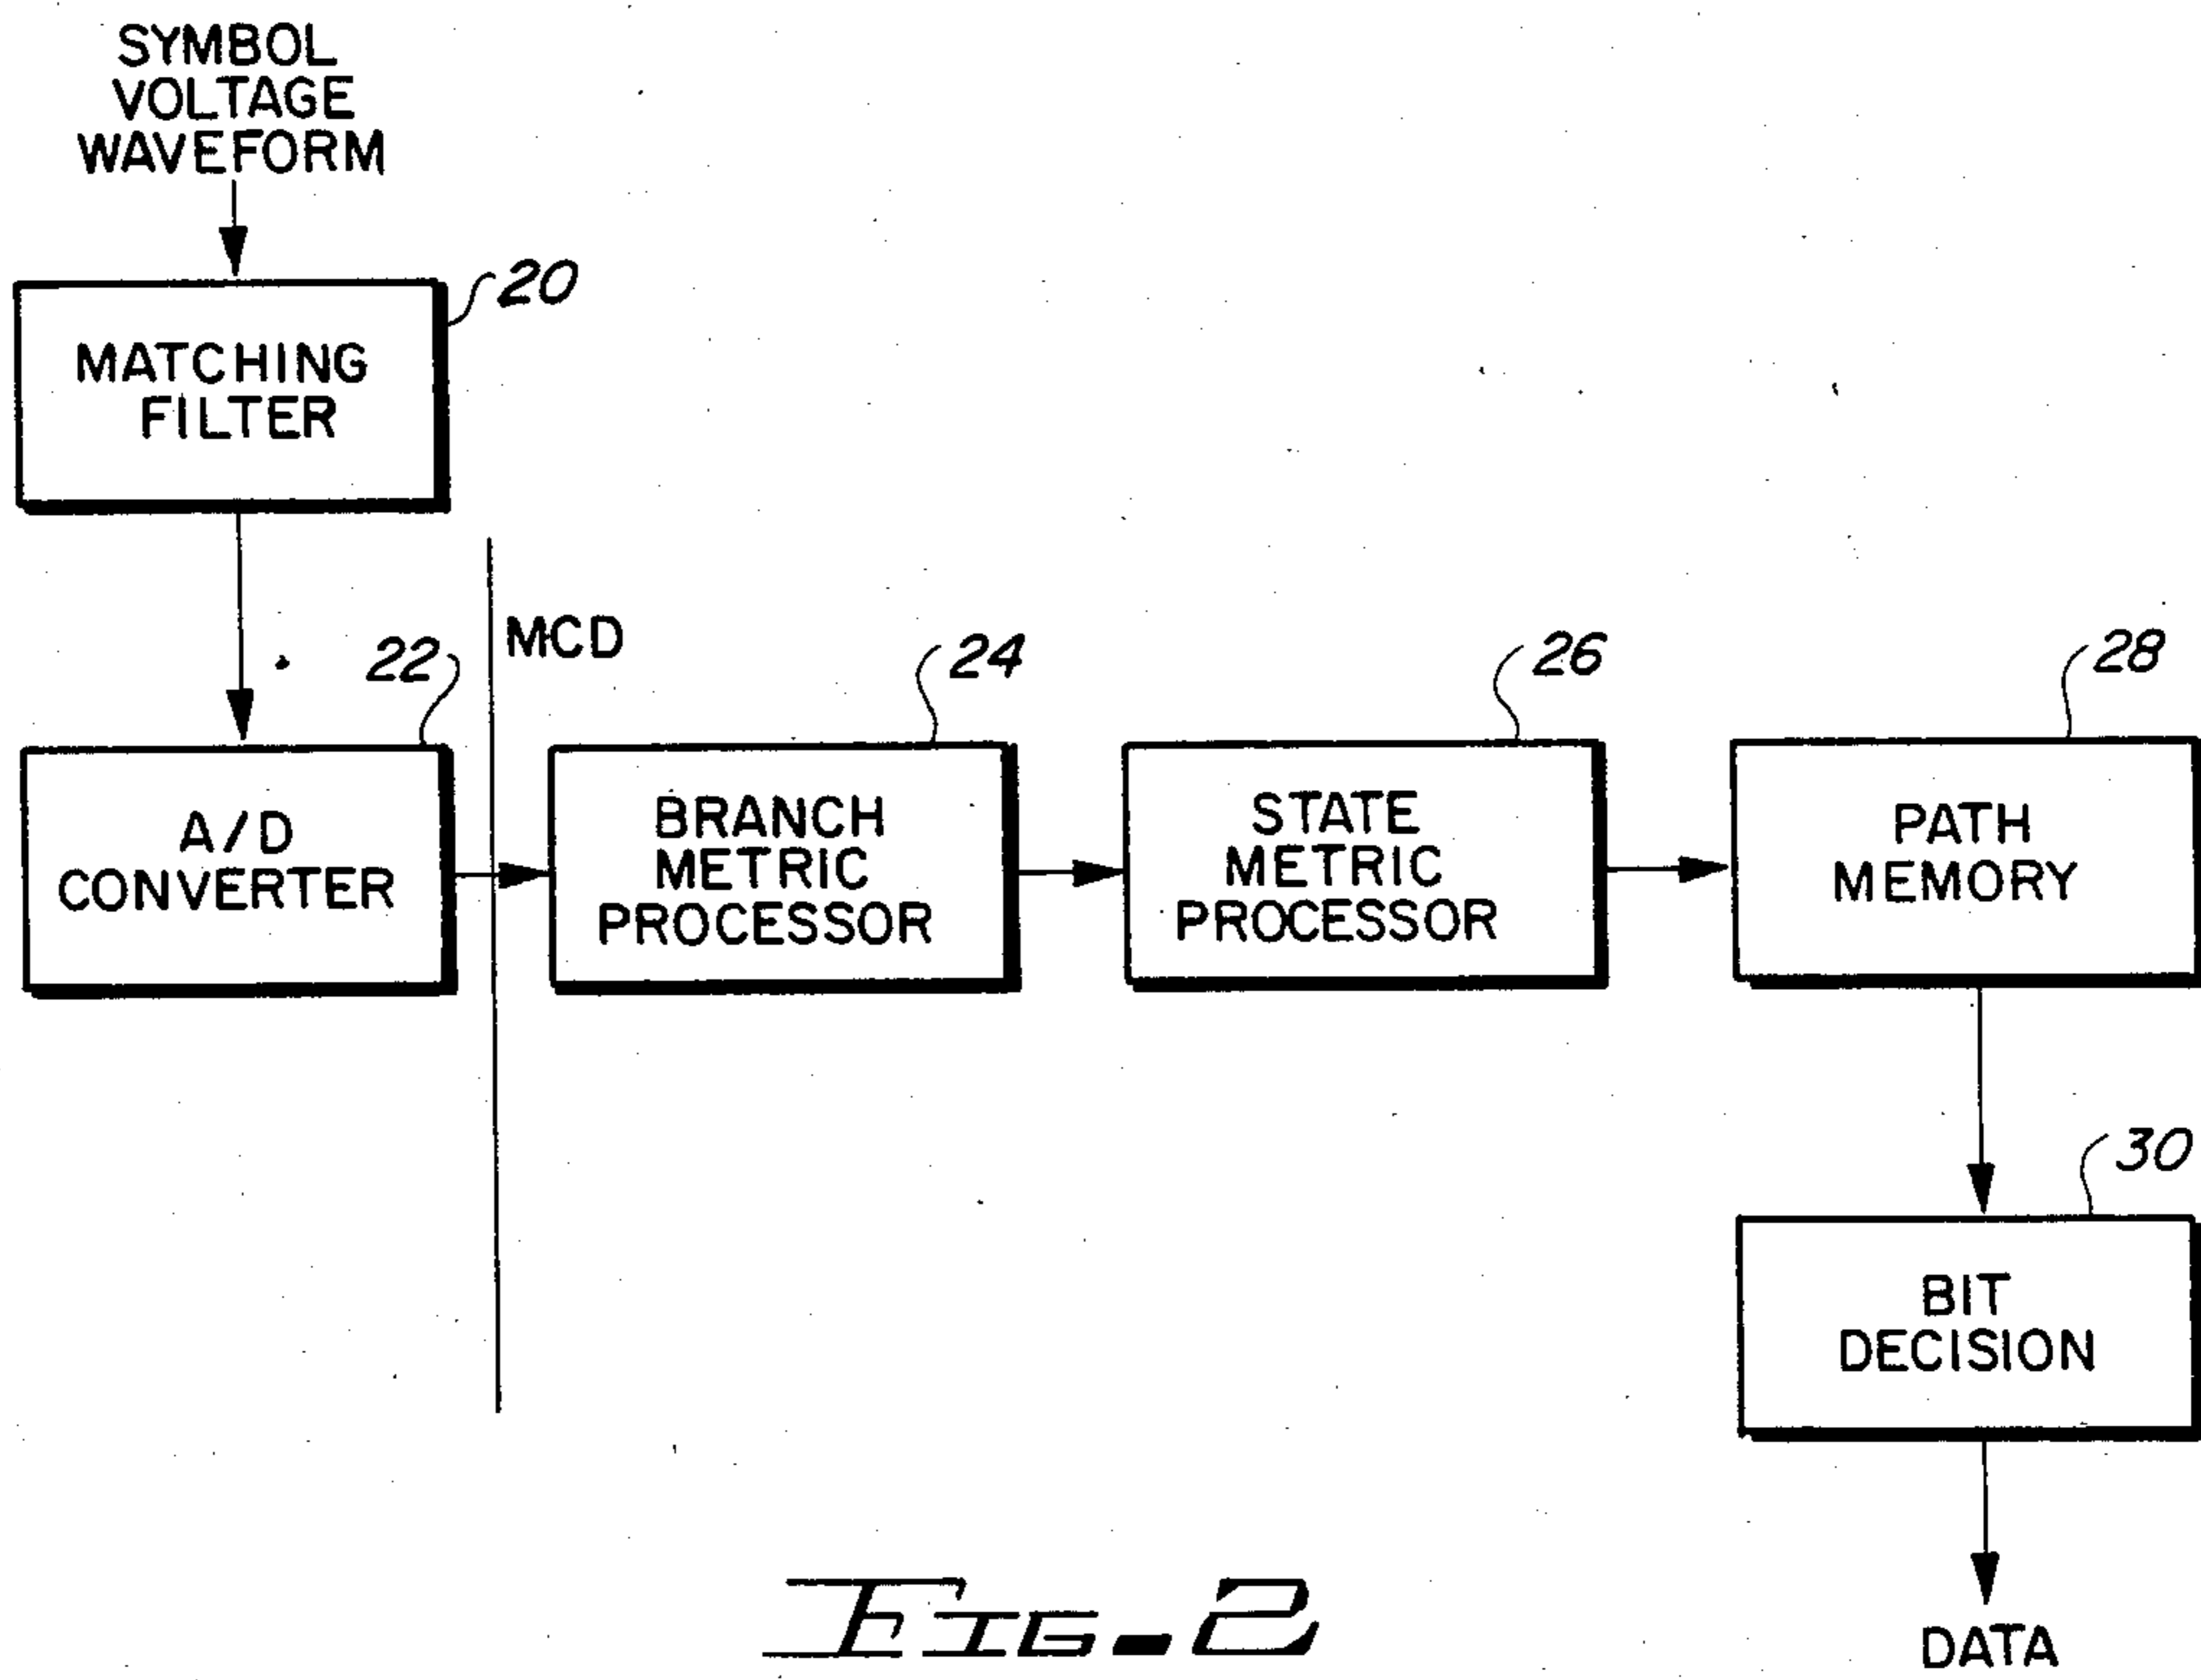 SYMBOL
VOLTAGE
WAVEFORM
20
MATCHING
FILTER
22
MCD
24
26
28
A/D
CONVERTER
BRANCH
METRIC
PROCESSOR
STATE
METRIC
PROCESSOR
PATH
MEMORY
30
BIT
DECISION
DATA
FIG-2